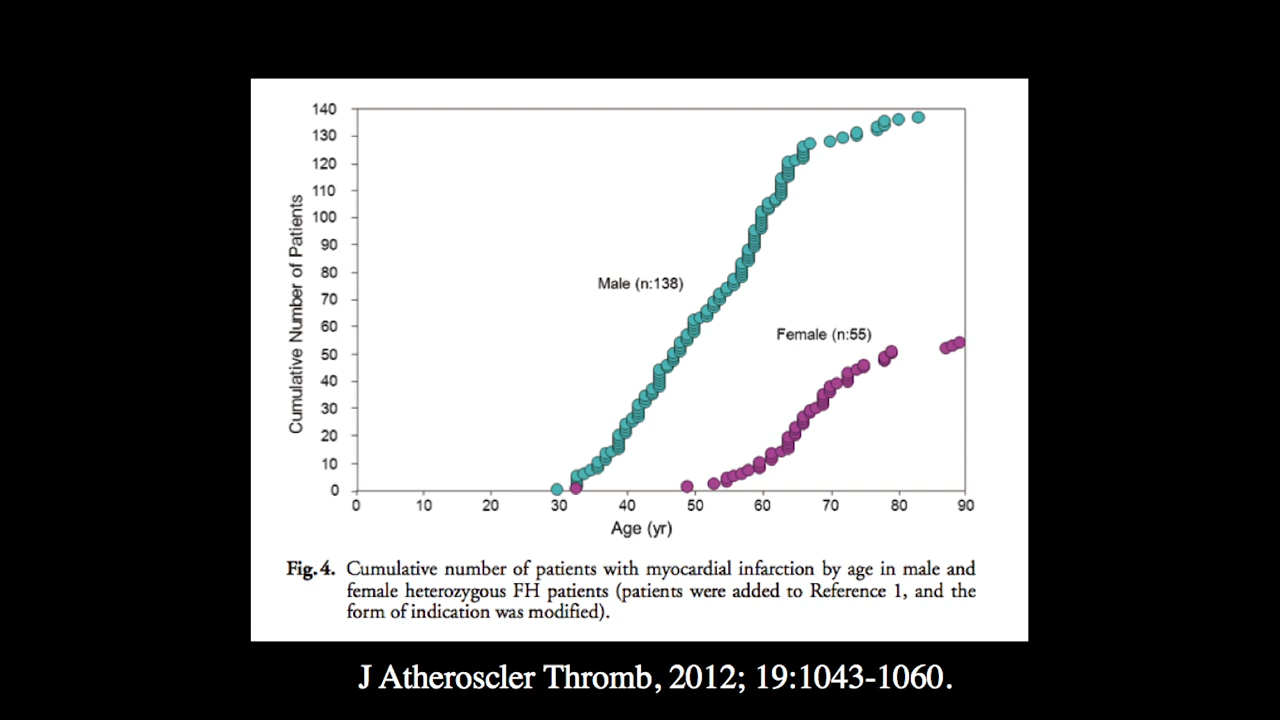 140
130
120
110
100
90
80
70
60
50
40
30
20
10
0
Cumulative Number of Patients
Male (n:138)
Female (n:55)
0 10 20 30 40 50 60 70 80 90
Age (yr)
Fig. 4. Cumulative number of patients with myocardial infarction by age in male and
female heterozygous FH patients (patients were added to Reference 1, and the
form of indication was modified).
J Atheroscler Thromb, 2012; 19:1043-1060.